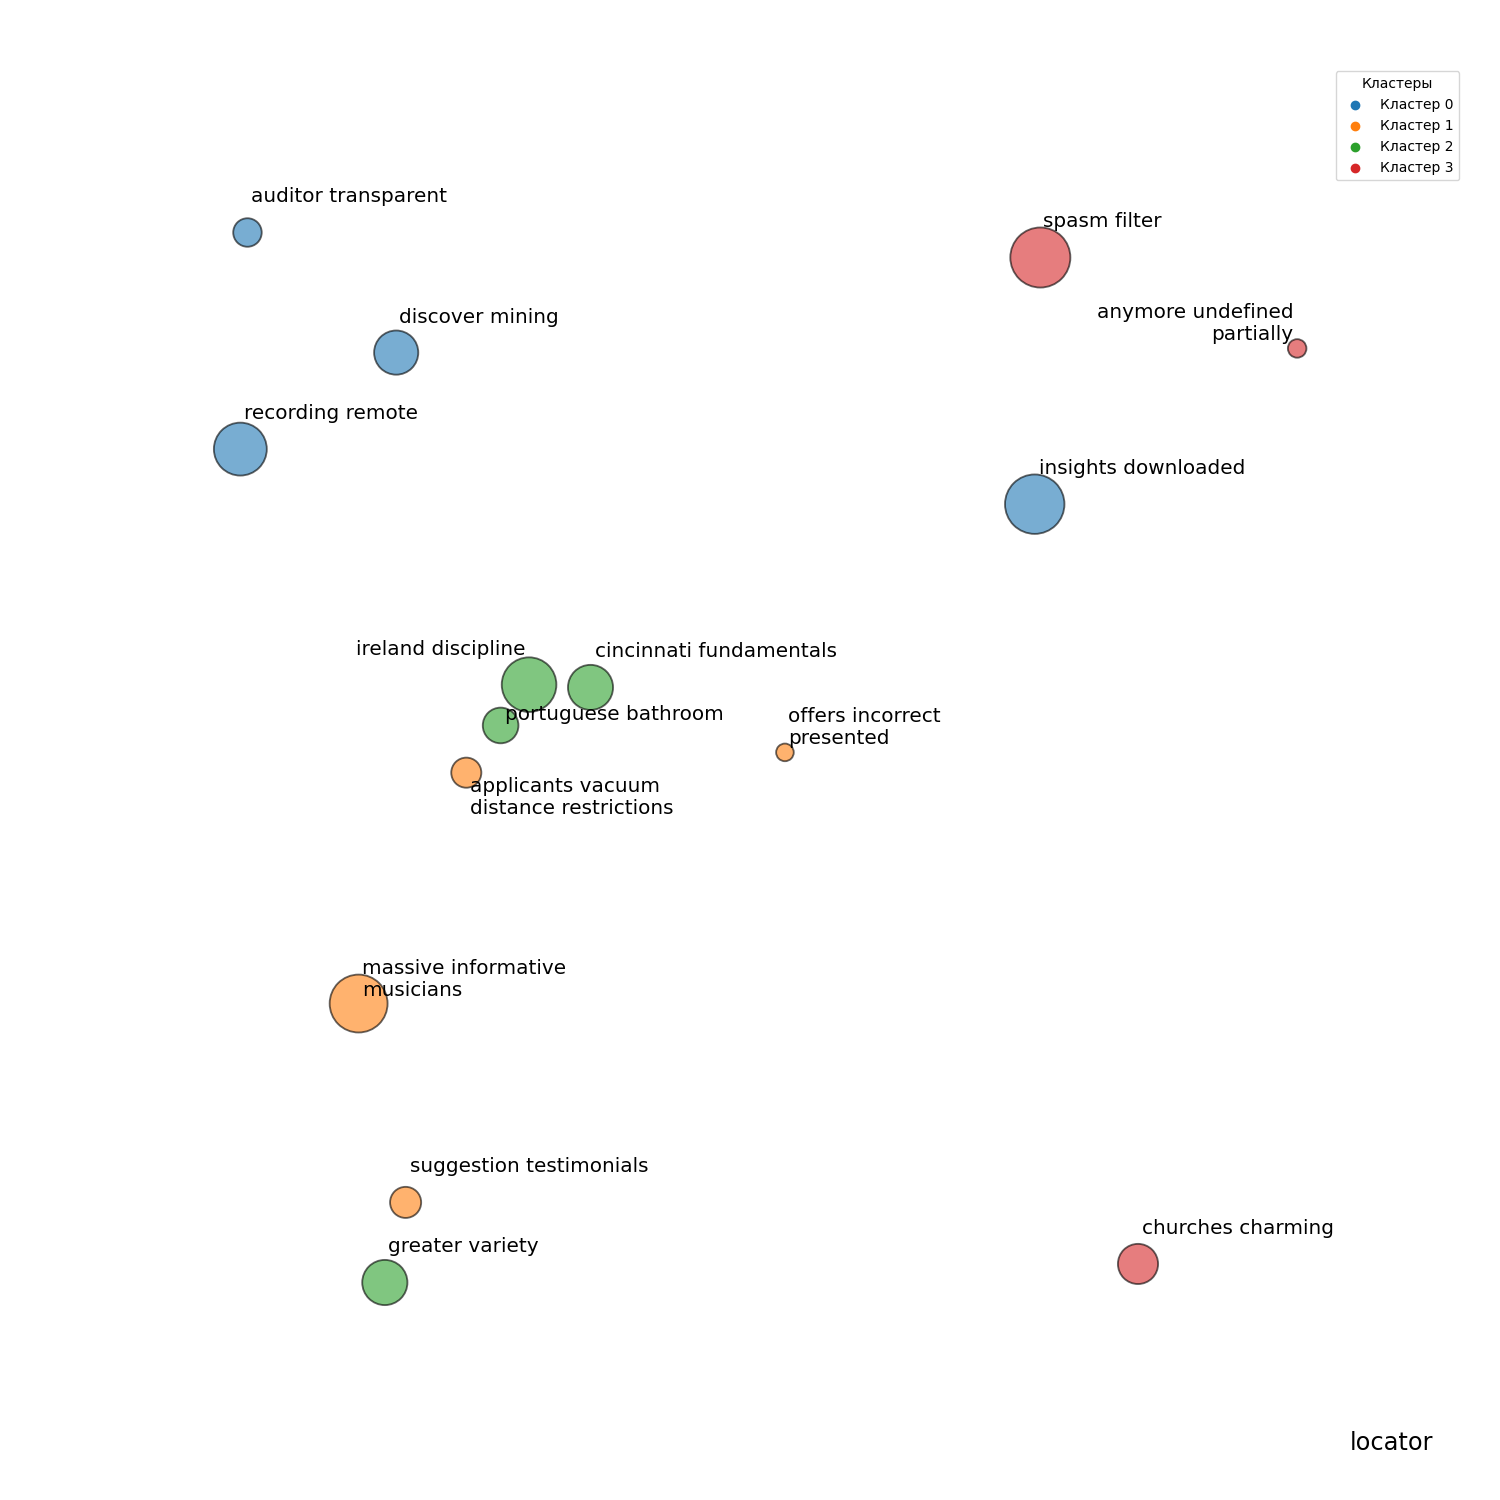 Кластеры
Кластер 0
Кластер 1
Кластер 2
Кластер 3
auditor transparent
spasm filter
discover mining
anymore undefined
partially
recording remote
insights downloaded
ireland discipline
cincinnati fundamentals
portuguese bathroom
offers incorrect
presented
applicants vacuum
distance restrictions
massive informative
musicians
suggestion testimonials
greater variety
churches charming
locator